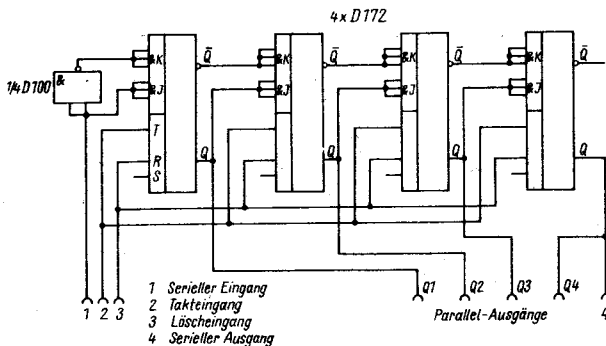 4 x D172
&
1/4 D100
&K
&J
T
R
S
Q̄
Q
&K
&J
Q̄
Q
&K
&J
Q̄
Q
&K
&J
Q̄
Q
1 2 3
1 Serieller Eingang
2 Takteingang
3 Löscheingang
4 Serieller Ausgang
Q1 Q2 Q3 Q4 4
Parallel-Ausgänge